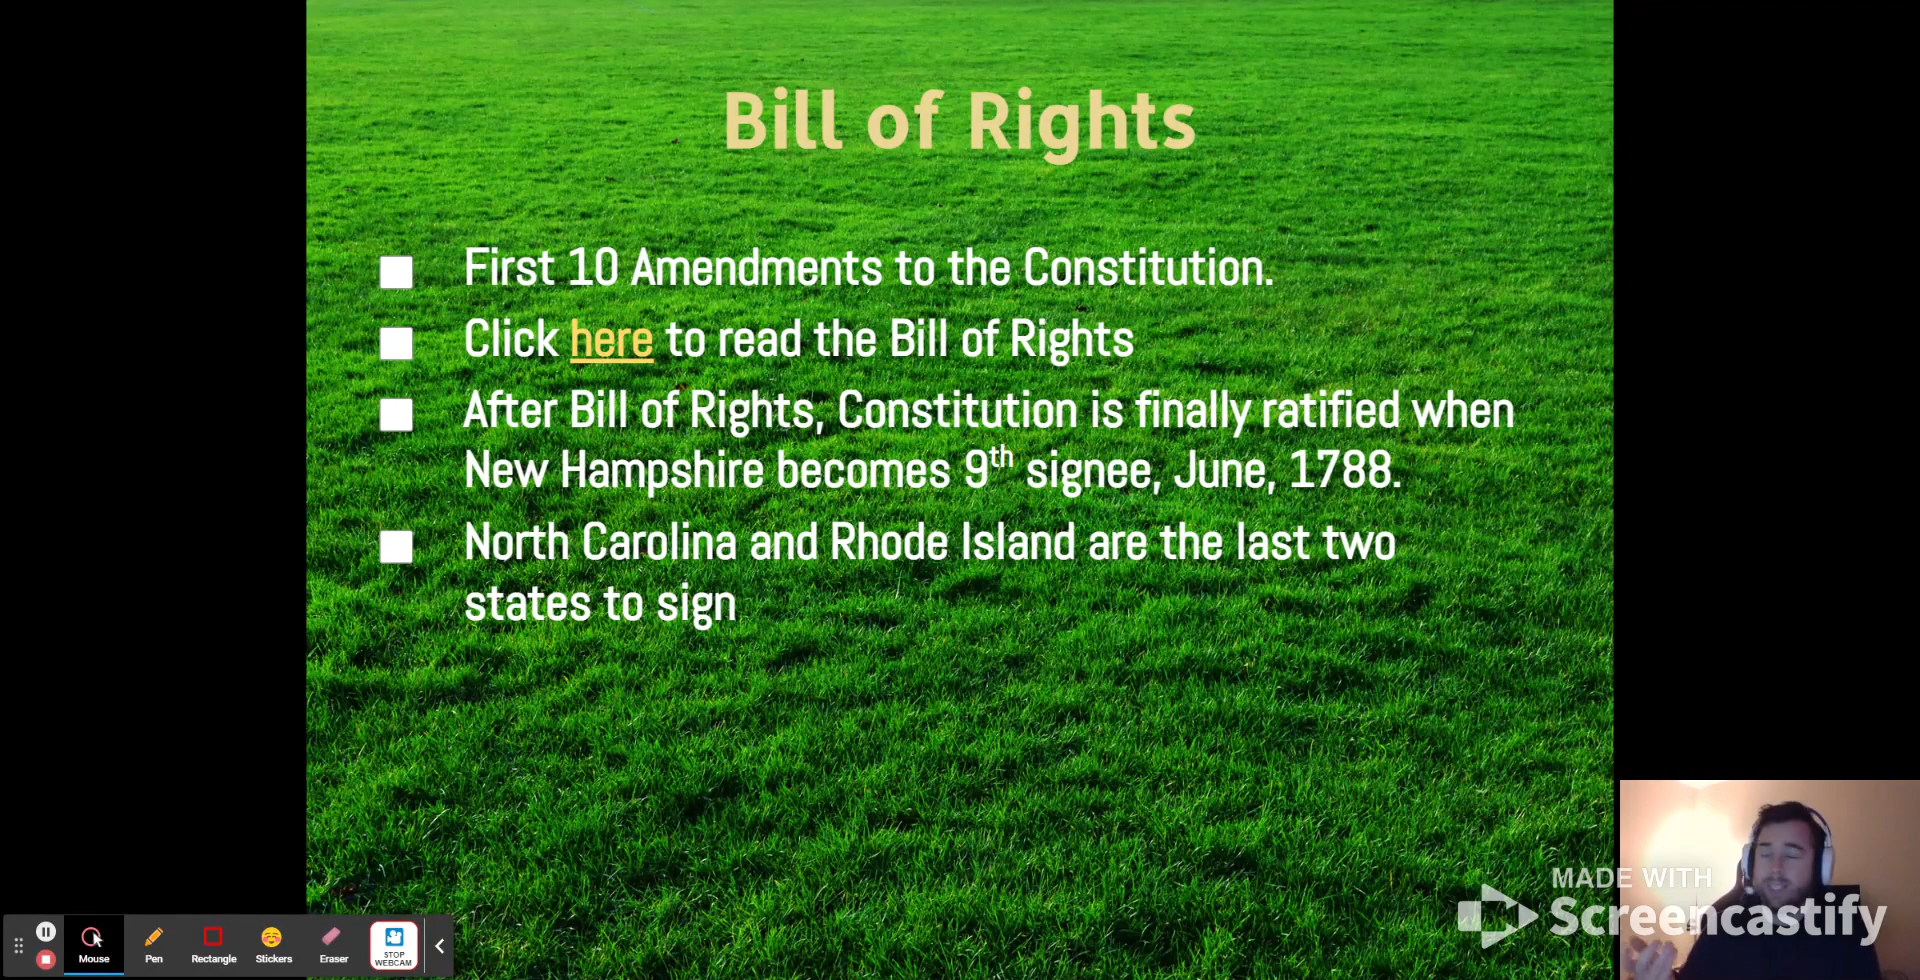 Bill of Rights
First 10 Amendments to the Constitution.
Click here to read the Bill of Rights
After Bill of Rights, Constitution is finally ratified when
New Hampshire becomes 9th signee, June, 1788.
North Carolina and Rhode Island are the last two
states to sign
MADE WITH
Screencastify
Mouse
Pen
Rectangle
Stickers
Eraser
STOP
WEBCAM